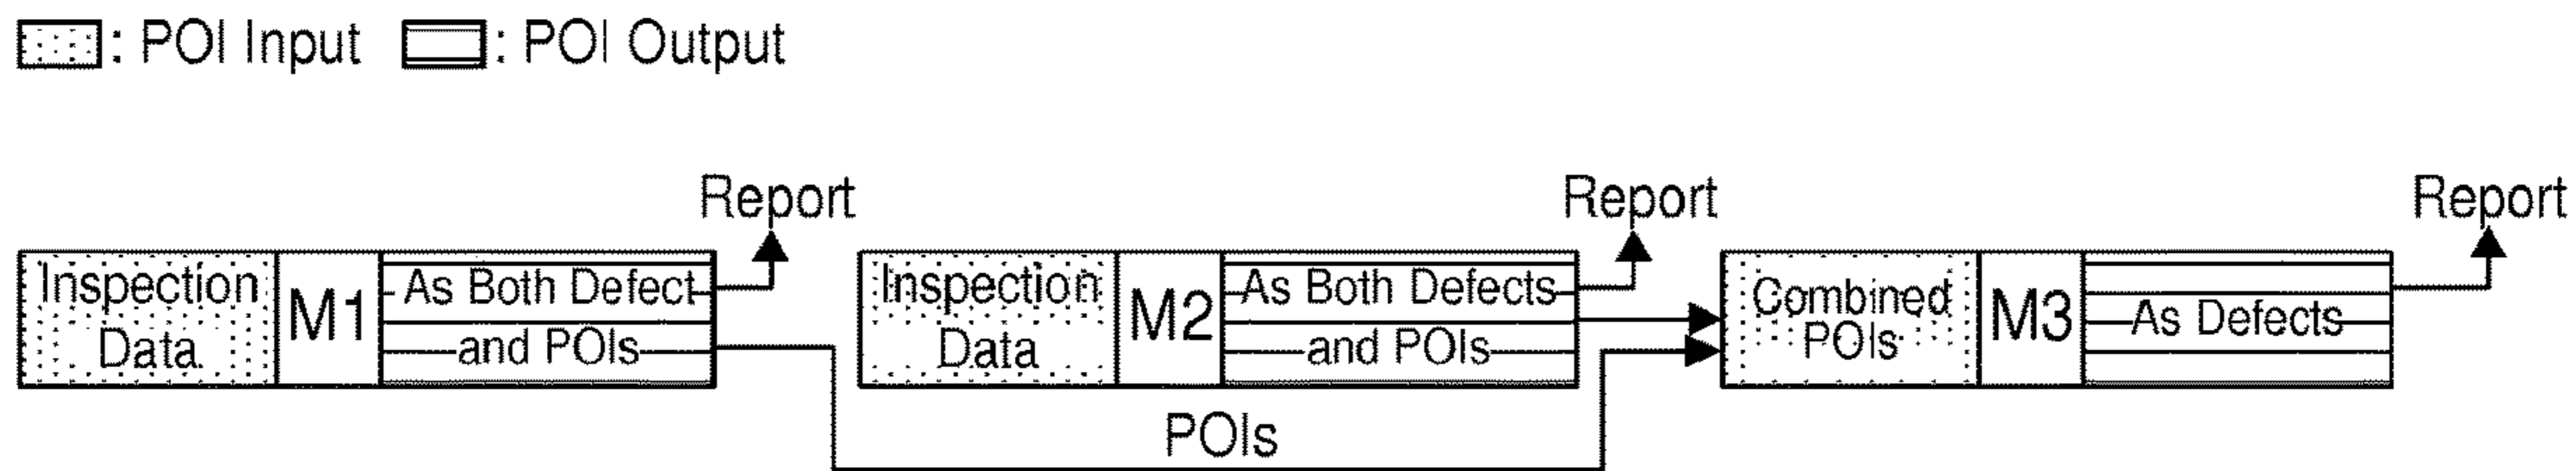 : POI Input : POI Output
Report Report Report
Inspection Data M1 As Both Defect and POIs
Inspection Data M2 As Both Defects and POIs
Combined POIs M3 As Defects
POIs